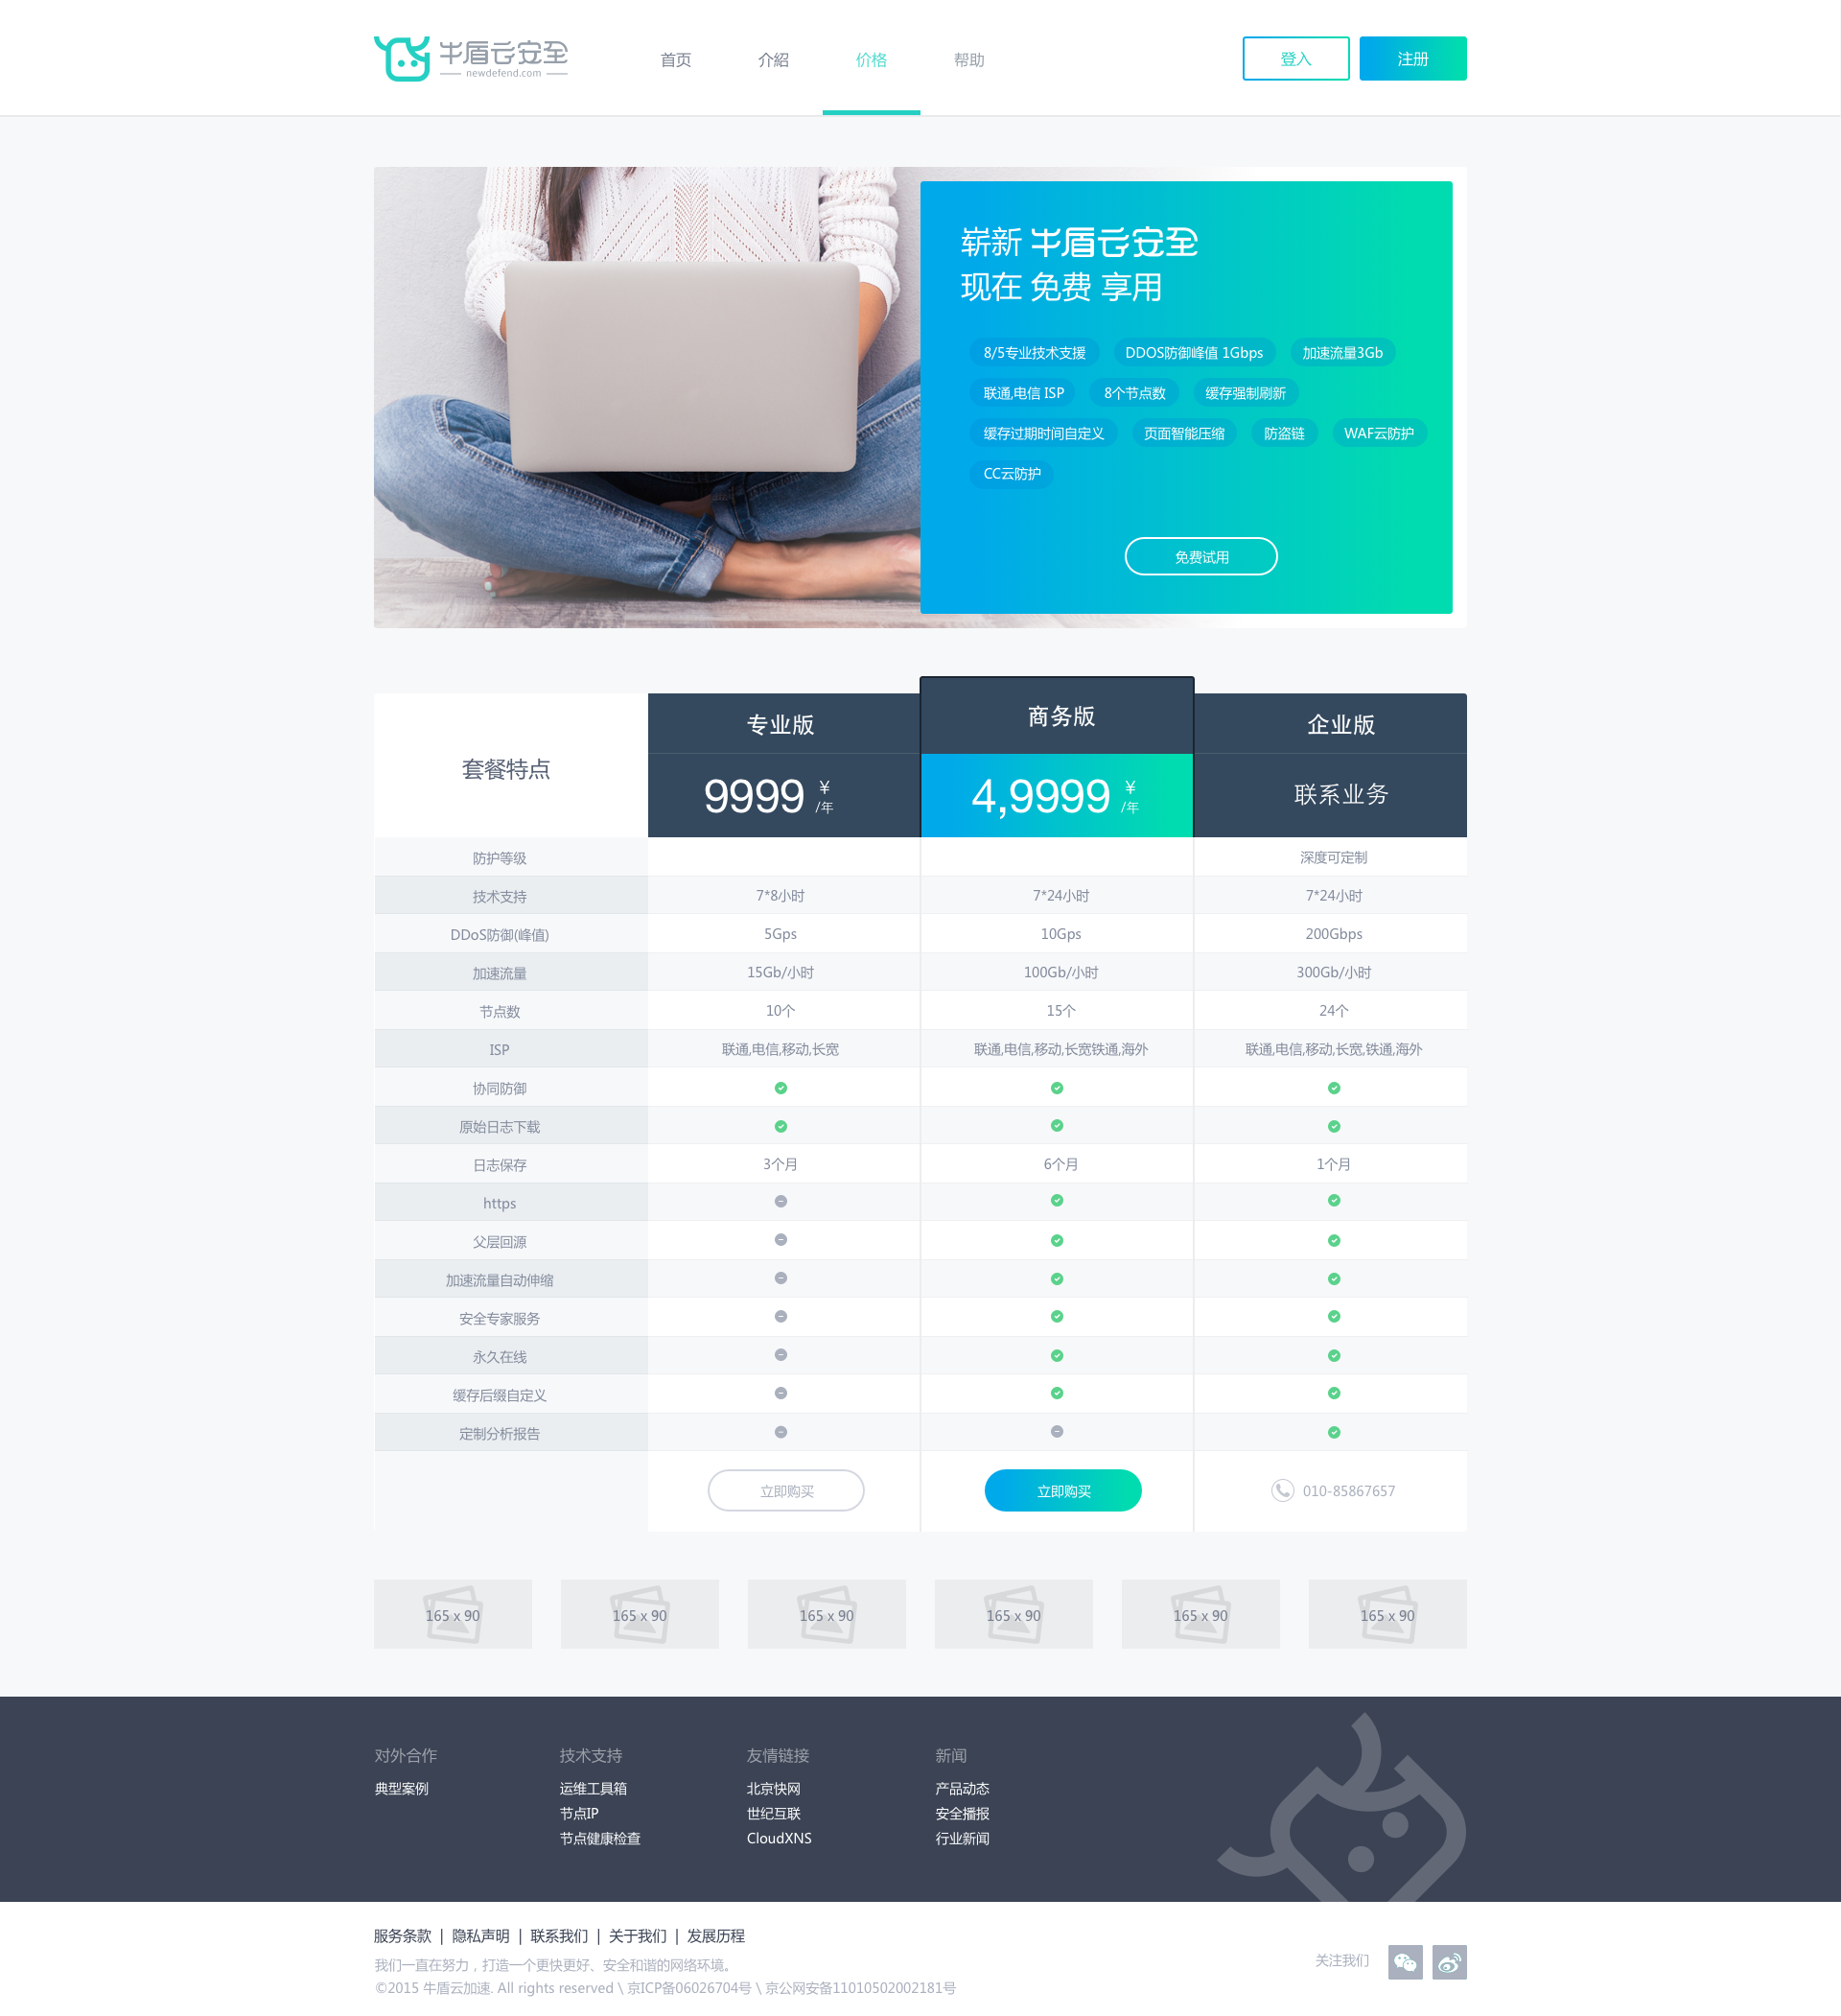 牛盾云安全
newdefend.com
首页 介紹 价格 帮助
登入 注册
崭新 牛盾云安全
现在 免费 享用
8/5专业技术支援 DDOS防御峰值 1Gbps 加速流量3Gb
联通,电信 ISP 8个节点数 缓存强制刷新
缓存过期时间自定义 页面智能压缩 防盗链 WAF云防护
CC云防护
免费试用
套餐特点 专业版 商务版 企业版
9999 ¥/年 4,9999 ¥/年 联系业务
防护等级 深度可定制
技术支持 7*8小时 7*24小时 7*24小时
DDoS防御(峰值) 5Gps 10Gps 200Gbps
加速流量 15Gb/小时 100Gb/小时 300Gb/小时
节点数 10个 15个 24个
ISP 联通,电信,移动,长宽 联通,电信,移动,长宽铁通,海外 联通,电信,移动,长宽,铁通,海外
协同防御
原始日志下载
日志保存 3个月 6个月 1个月
https
父层回源
加速流量自动伸缩
安全专家服务
永久在线
缓存后缀自定义
定制分析报告
立即购买 立即购买 010-85867657
165 x 90 165 x 90 165 x 90 165 x 90 165 x 90 165 x 90
对外合作 技术支持 友情链接 新闻
典型案例 运维工具箱 北京快网 产品动态
节点IP 世纪互联 安全播报
节点健康检查 CloudXNS 行业新闻
服务条款 | 隐私声明 | 联系我们 | 关于我们 | 发展历程
我们一直在努力，打造一个更快更好、安全和谐的网络环境。
©2015 牛盾云加速. All rights reserved \ 京ICP备06026704号 \ 京公网安备11010502002181号
关注我们